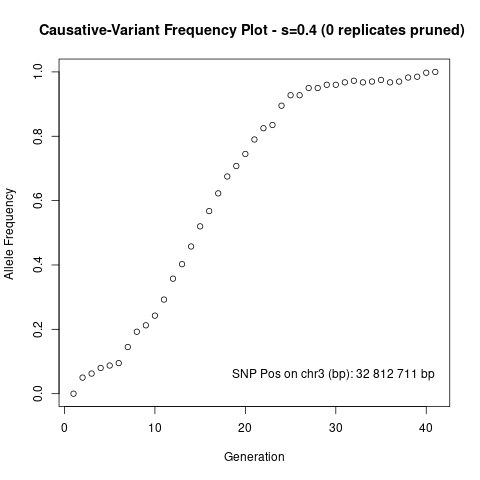 Causative-Variant Frequency Plot - s=0.4 (0 replicates pruned)
Allele Frequency
1.0
0.8
0.6
0.4
0.2
0.0
SNP Pos on chr3 (bp): 32 812 711 bp
0 10 20 30 40
Generation